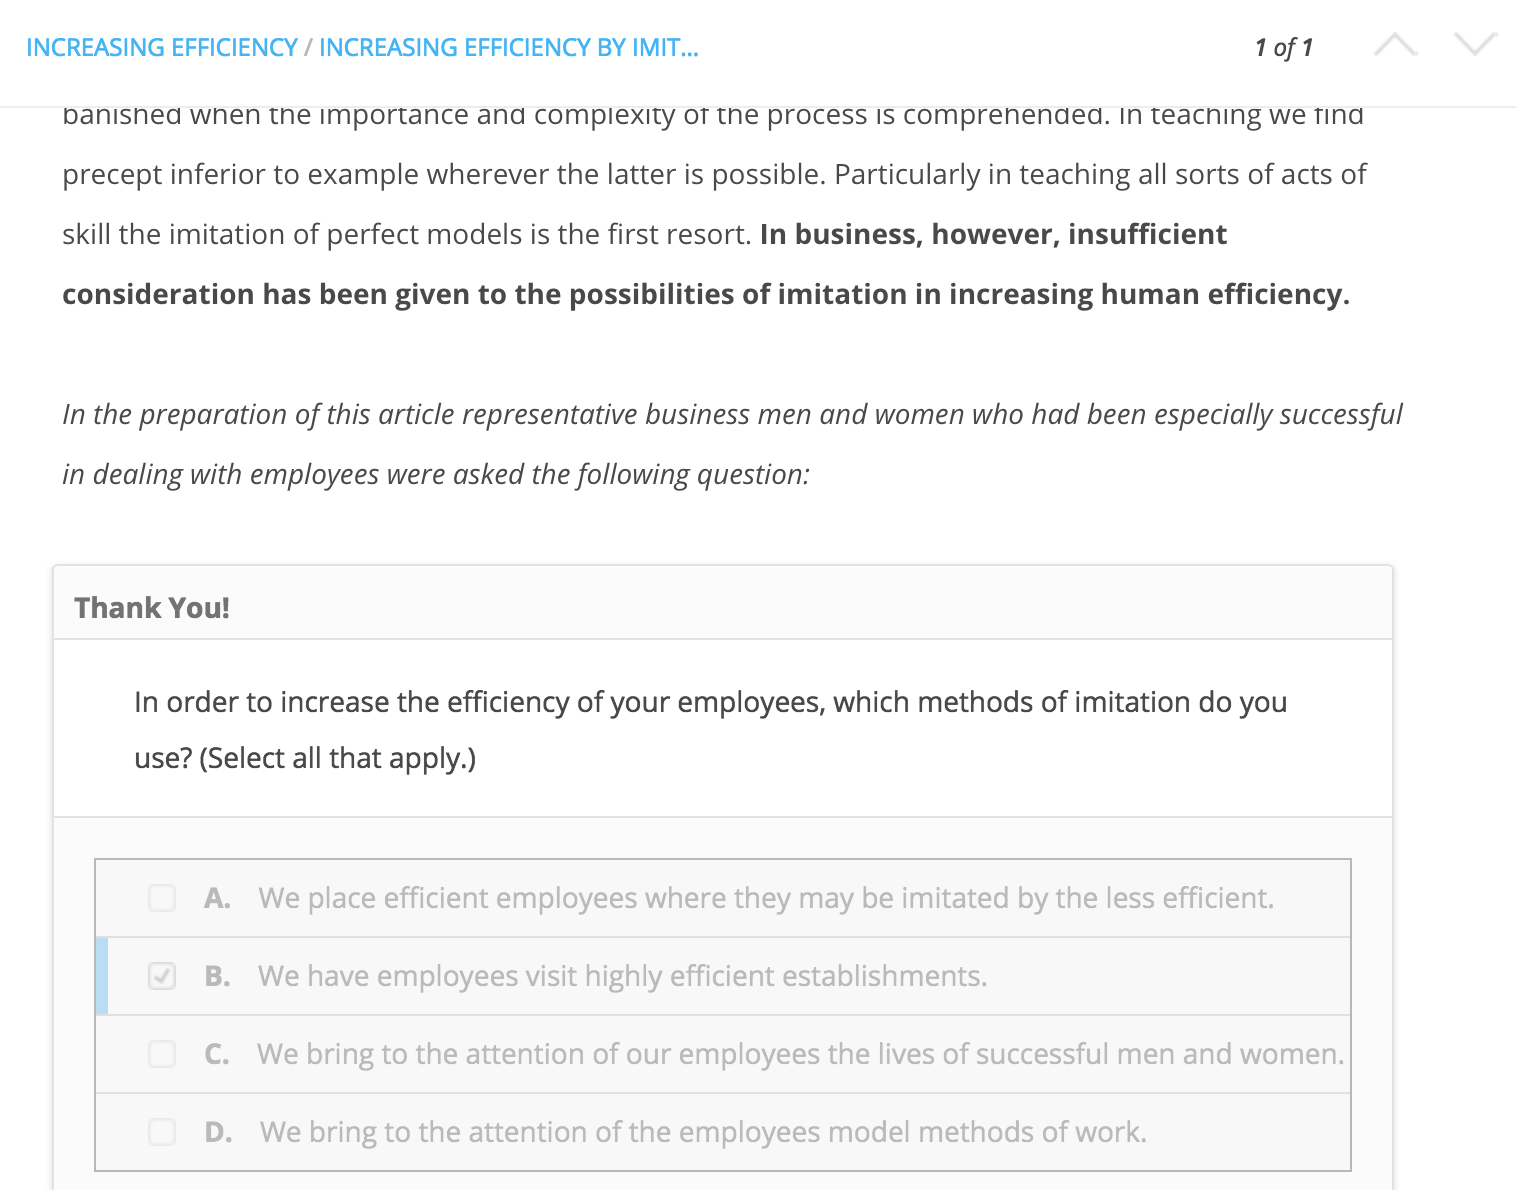 INCREASING EFFICIENCY / INCREASING EFFICIENCY BY IMIT...
1 of 1
banished when the importance and complexity of the process is comprehended. In teaching we find
precept inferior to example wherever the latter is possible. Particularly in teaching all sorts of acts of
skill the imitation of perfect models is the first resort. In business, however, insufficient
consideration has been given to the possibilities of imitation in increasing human efficiency.
In the preparation of this article representative business men and women who had been especially successful
in dealing with employees were asked the following question:
Thank You!
In order to increase the efficiency of your employees, which methods of imitation do you
use? (Select all that apply.)
A. We place efficient employees where they may be imitated by the less efficient.
B. We have employees visit highly efficient establishments.
C. We bring to the attention of our employees the lives of successful men and women.
D. We bring to the attention of the employees model methods of work.